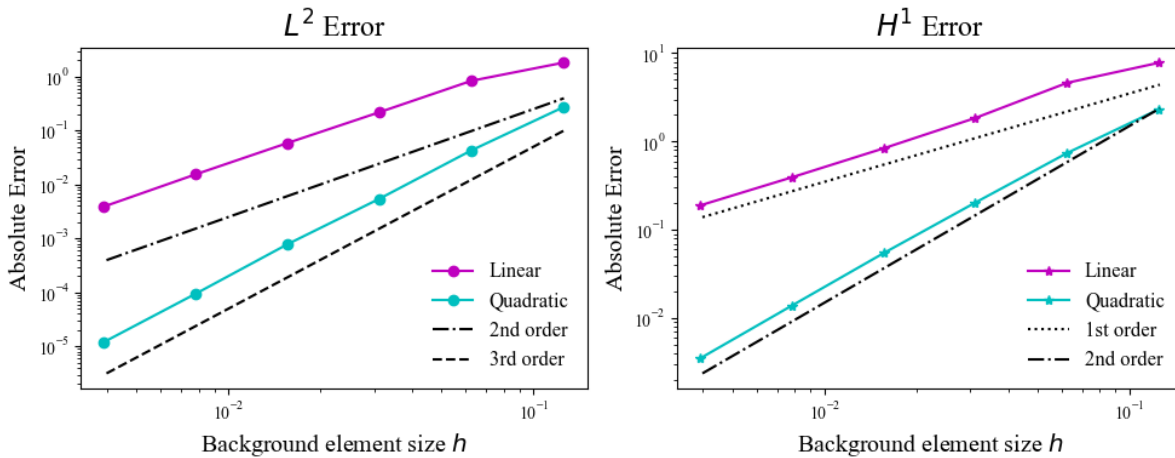 L² Error
Absolute Error
10⁰
10⁻¹
10⁻²
10⁻³
10⁻⁴
10⁻⁵
Linear
Quadratic
2nd order
3rd order
10⁻² 10⁻¹
Background element size h
H¹ Error
Absolute Error
10¹
10⁰
10⁻¹
10⁻²
Linear
Quadratic
1st order
2nd order
10⁻² 10⁻¹
Background element size h